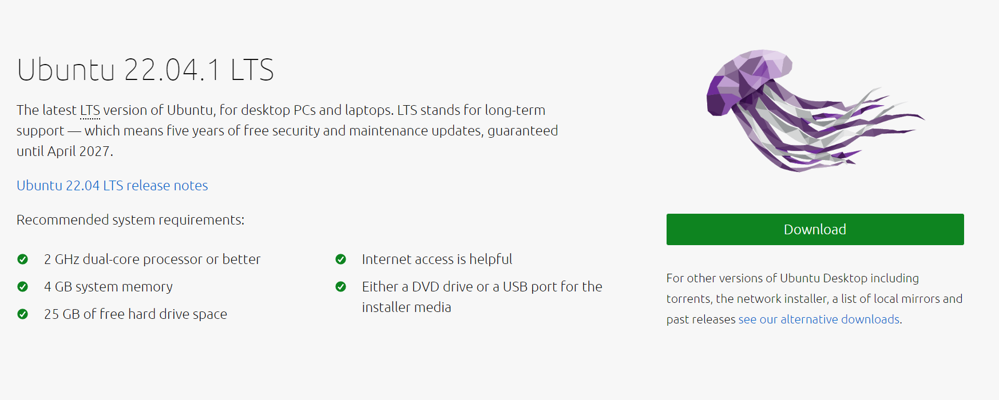 Ubuntu 22.04.1 LTS
The latest LTS version of Ubuntu, for desktop PCs and laptops. LTS stands for long-term
support — which means five years of free security and maintenance updates, guaranteed
until April 2027.
Ubuntu 22.04 LTS release notes
Recommended system requirements:
2 GHz dual-core processor or better
4 GB system memory
25 GB of free hard drive space
Internet access is helpful
Either a DVD drive or a USB port for the
installer media
Download
For other versions of Ubuntu Desktop including
torrents, the network installer, a list of local mirrors and
past releases see our alternative downloads.